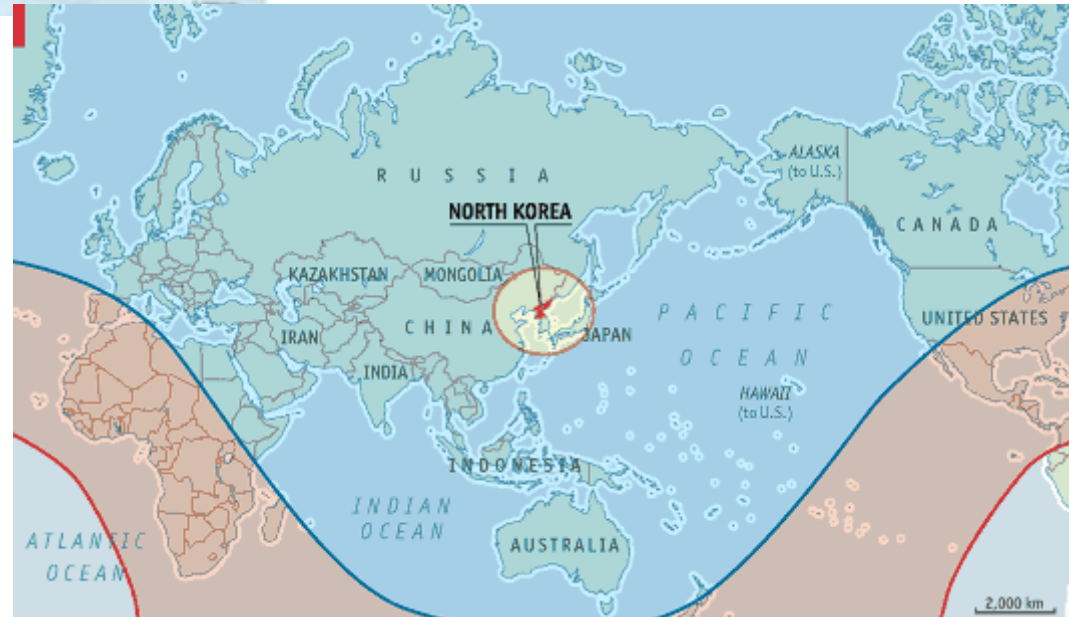 ALASKA
(to U.S.)
RUSSIA
NORTH KOREA
CANADA
KAZAKHSTAN
MONGOLIA
PACIFIC
OCEAN
UNITED STATES
CHINA
IRAN
JAPAN
INDIA
HAWAII
(to U.S.)
INDONESIA
INDIAN
OCEAN
ATLANTIC
OCEAN
AUSTRALIA
2,000 km